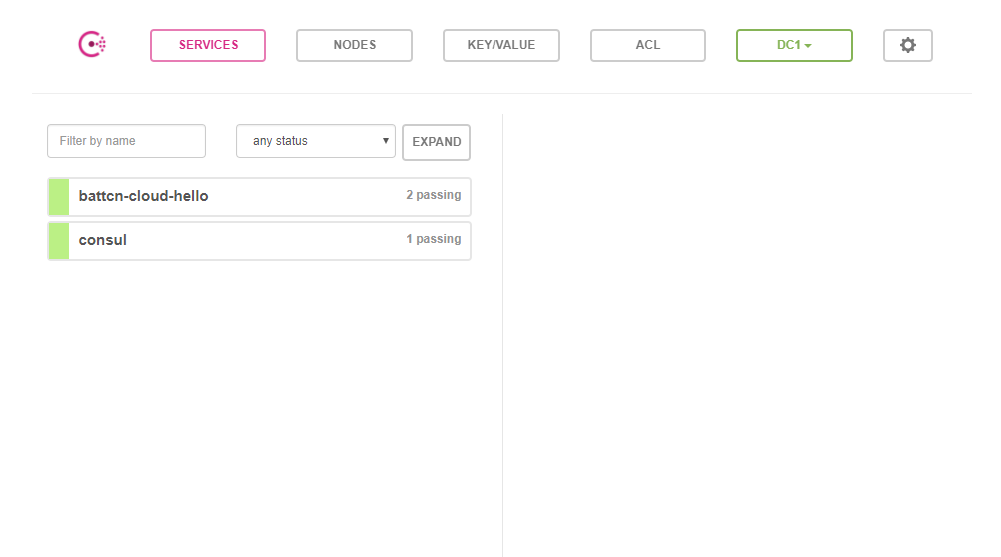 SERVICES NODES KEY/VALUE ACL DC1
Filter by name any status EXPAND
battcn-cloud-hello 2 passing
consul 1 passing